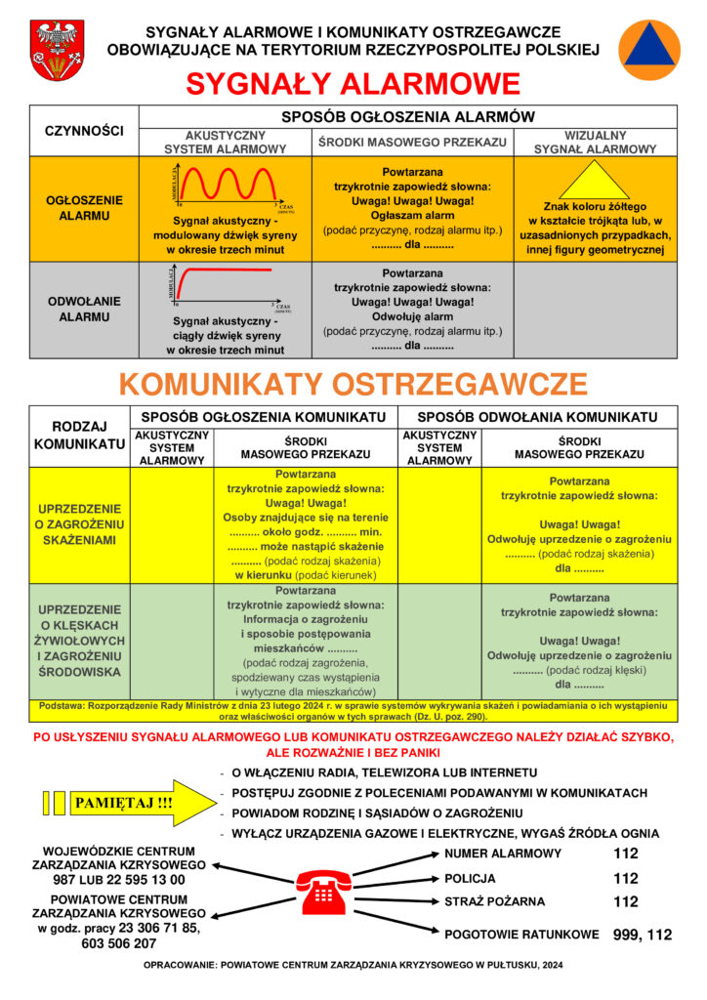 SYGNAŁY ALARMOWE I KOMUNIKATY OSTRZEGAWCZE
OBOWIĄZUJĄCE NA TERYTORIUM RZECZYPOSPOLITEJ POLSKIEJ
SYGNAŁY ALARMOWE
CZYNNOŚCI
SPOSÓB OGŁOSZENIA ALARMÓW
AKUSTYCZNY
SYSTEM ALARMOWY
ŚRODKI MASOWEGO PRZEKAZU
WIZUALNY
SYGNAŁ ALARMOWY
OGŁOSZENIE
ALARMU
MODULACJA
0
3
CZAS
(MINUTY)
Sygnał akustyczny -
modulowany dźwięk syreny
w okresie trzech minut
Powtarzana
trzykrotnie zapowiedź słowna:
Uwaga! Uwaga! Uwaga!
Ogłaszam alarm
(podać przyczynę, rodzaj alarmu itp.)
.......... dla ..........
Znak koloru żółtego
w kształcie trójkąta lub, w
uzasadnionych przypadkach,
innej figury geometrycznej
ODWOŁANIE
ALARMU
MODULACJ
0
3
CZAS
(MINUTY)
Sygnał akustyczny -
ciągły dźwięk syreny
w okresie trzech minut
Powtarzana
trzykrotnie zapowiedź słowna:
Uwaga! Uwaga! Uwaga!
Odwołuję alarm
(podać przyczynę, rodzaj alarmu itp.)
.......... dla ..........
KOMUNIKATY OSTRZEGAWCZE
RODZAJ
KOMUNIKATU
SPOSÓB OGŁOSZENIA KOMUNIKATU
SPOSÓB ODWOŁANIA KOMUNIKATU
AKUSTYCZNY
SYSTEM
ALARMOWY
ŚRODKI
MASOWEGO PRZEKAZU
AKUSTYCZNY
SYSTEM
ALARMOWY
ŚRODKI
MASOWEGO PRZEKAZU
UPRZEDZENIE
O ZAGROŻENIU
SKAŻENIAMI
Powtarzana
trzykrotnie zapowiedź słowna:
Uwaga! Uwaga!
Osoby znajdujące się na terenie
.......... około godz. .......... min.
.......... może nastąpić skażenie
.......... (podać rodzaj skażenia)
w kierunku (podać kierunek)
Powtarzana
trzykrotnie zapowiedź słowna:
Uwaga! Uwaga!
Odwołuję uprzedzenie o zagrożeniu
.......... (podać rodzaj skażenia)
dla ..........
UPRZEDZENIE
O KLĘSKACH
ŻYWIOŁOWYCH
I ZAGROŻENIU
ŚRODOWISKA
Powtarzana
trzykrotnie zapowiedź słowna:
Informacja o zagrożeniu
i sposobie postępowania
mieszkańców ..........
(podać rodzaj zagrożenia,
spodziewany czas wystąpienia
i wytyczne dla mieszkańców)
Powtarzana
trzykrotnie zapowiedź słowna:
Uwaga! Uwaga!
Odwołuję uprzedzenie o zagrożeniu
.......... (podać rodzaj klęski)
dla ..........
Podstawa: Rozporządzenie Rady Ministrów z dnia 23 lutego 2024 r. w sprawie systemów wykrywania skażeń i powiadamiania o ich wystąpieniu
oraz właściwości organów w tych sprawach (Dz. U. poz. 290).
PO USŁYSZENIU SYGNAŁU ALARMOWEGO LUB KOMUNIKATU OSTRZEGAWCZEGO NALEŻY DZIAŁAĆ SZYBKO,
ALE ROZWAŻNIE I BEZ PANIKI
PAMIĘTAJ !!!
- O WŁĄCZENIU RADIA, TELEWIZORA LUB INTERNETU
- POSTĘPUJ ZGODNIE Z POLECENIAMI PODAWANYMI W KOMUNIKATACH
- POWIADOM RODZINĘ I SĄSIADÓW O ZAGROŻENIU
- WYŁĄCZ URZĄDZENIA GAZOWE I ELEKTRYCZNE, WYGAŚ ŹRÓDŁA OGNIA
WOJEWÓDZKIE CENTRUM
ZARZĄDZANIA KZRYSOWEGO
987 LUB 22 595 13 00
POWIATOWE CENTRUM
ZARZĄDZANIA KZRYSOWEGO
w godz. pracy 23 306 71 85,
603 506 207
NUMER ALARMOWY 112
POLICJA 112
STRAŻ POŻARNA 112
POGOTOWIE RATUNKOWE 999, 112
OPRACOWANIE: POWIATOWE CENTRUM ZARZĄDZANIA KRYZYSOWEGO W PUŁTUSKU, 2024